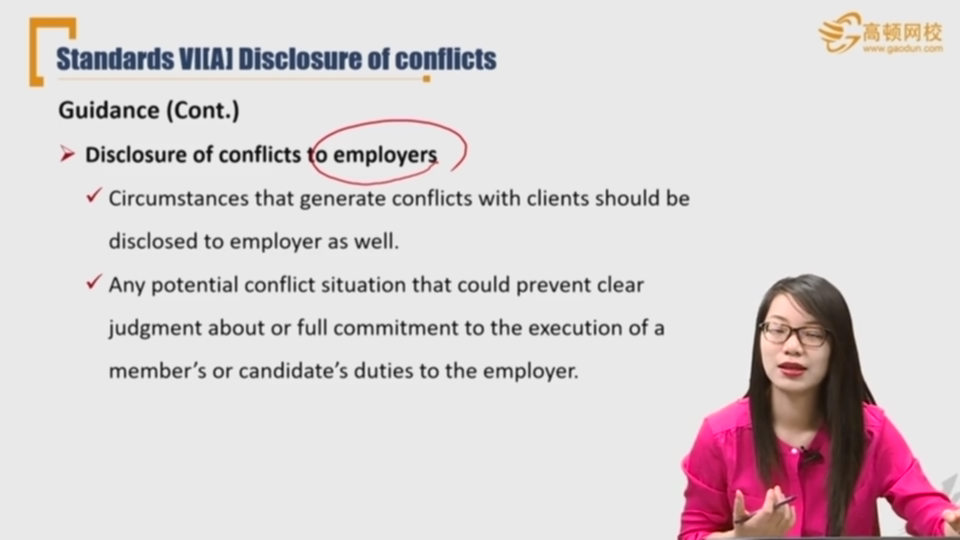 Standards VI[A] Disclosure of conflicts
高顿网校
www.gaodun.com
Guidance (Cont.)
Disclosure of conflicts to employers
Circumstances that generate conflicts with clients should be
disclosed to employer as well.
Any potential conflict situation that could prevent clear
judgment about or full commitment to the execution of a
member's or candidate's duties to the employer.